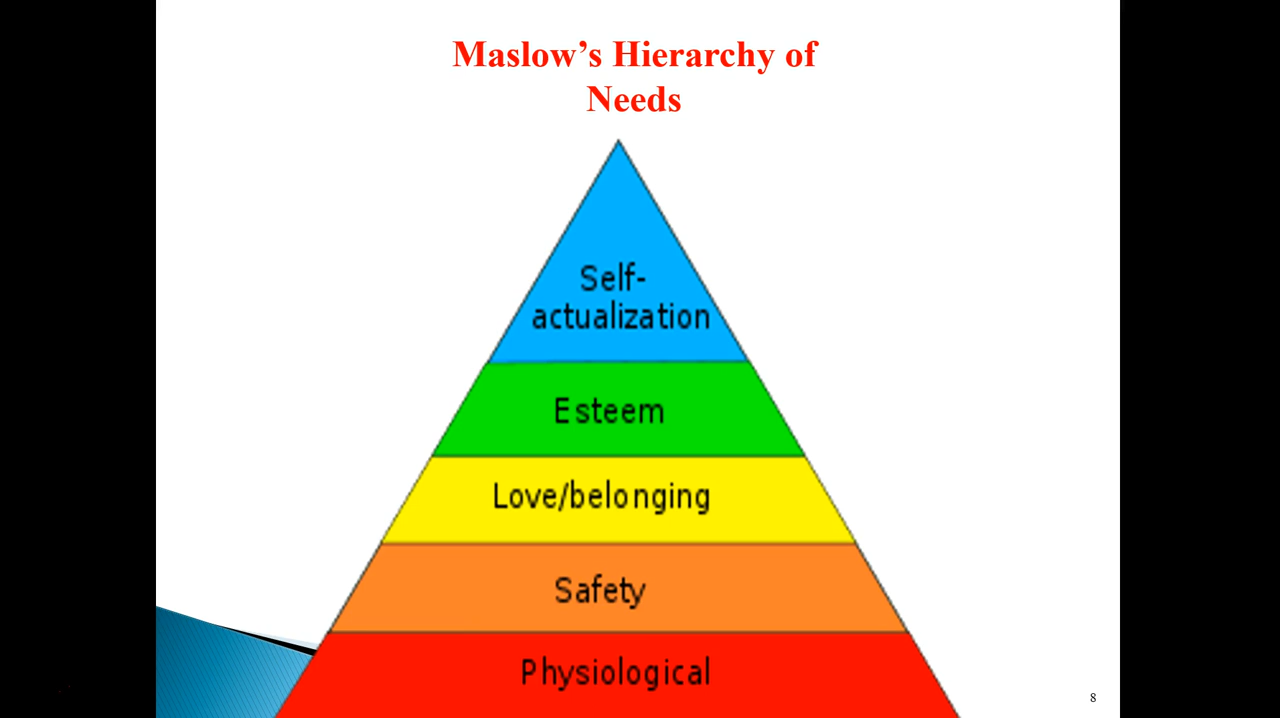 Maslow’s Hierarchy of
Needs
Self-
actualization
Esteem
Love/belonging
Safety
Physiological
8